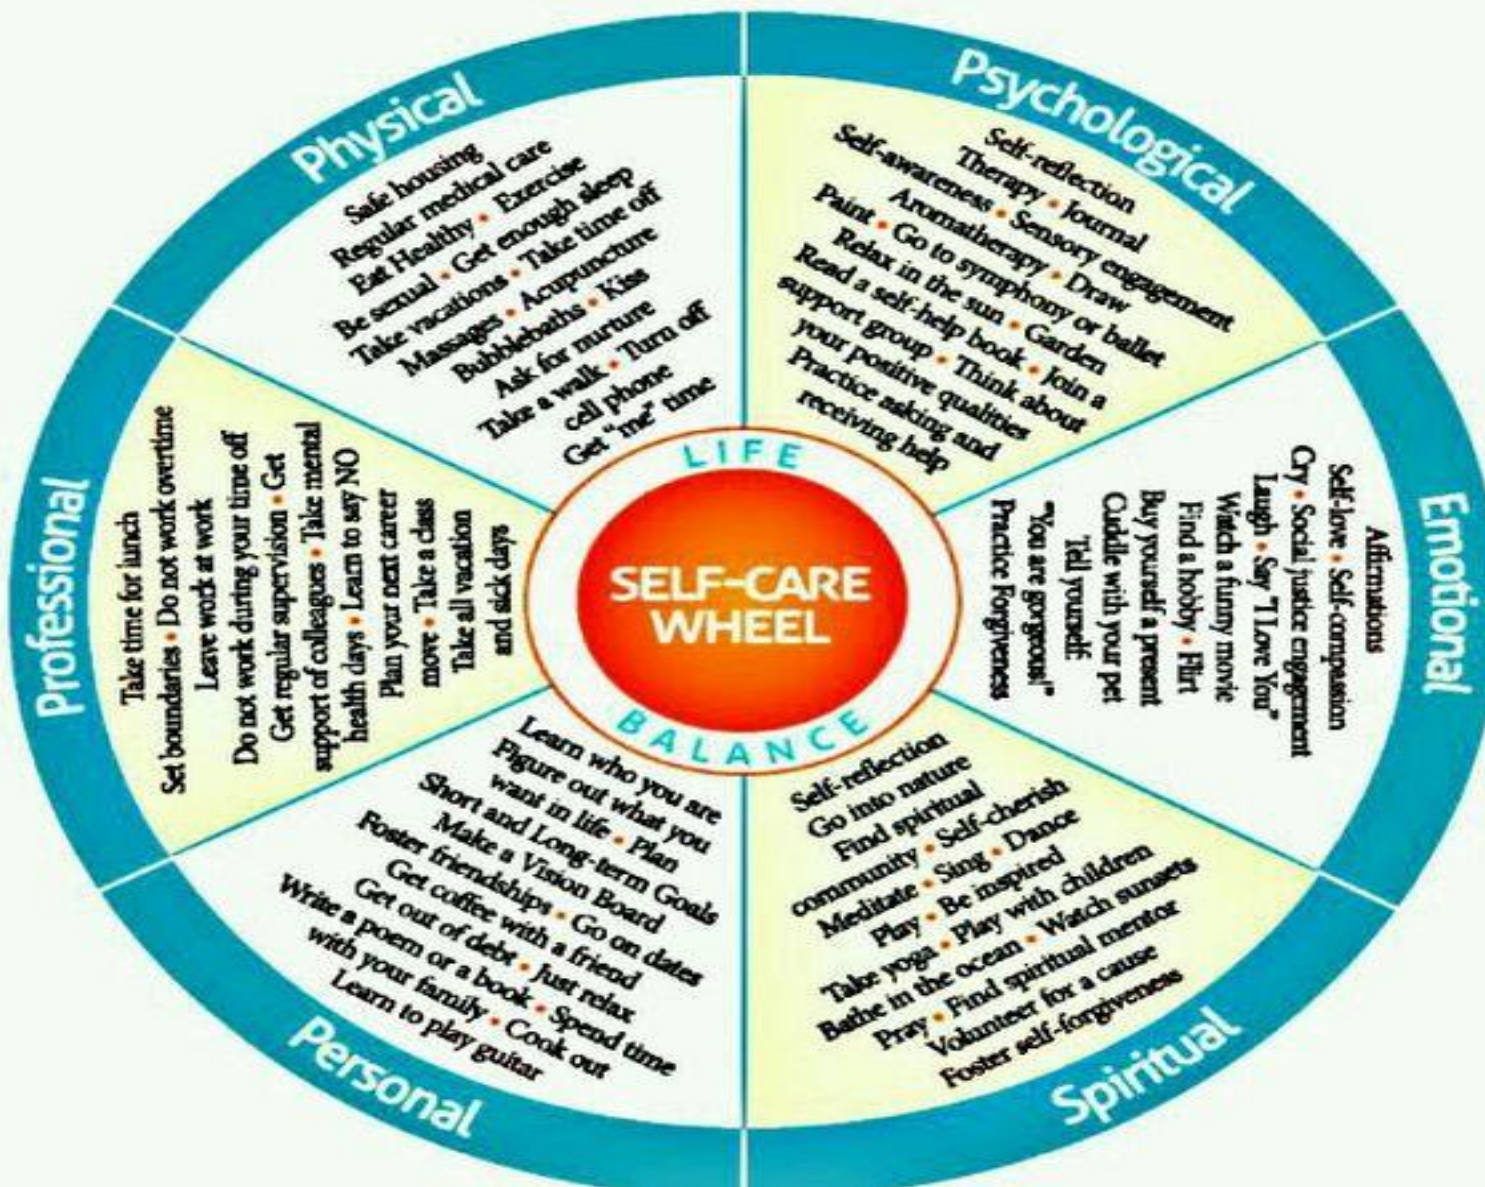 SELF-CARE
WHEEL
LIFE
BALANCE
Physical
Safe housing
Regular medical care
Eat Healthy • Exercise
Be sexual • Get enough sleep
Take vacations • Take time off
Massages • Acupuncture
Bubblebaths • Kiss
Ask for nurture
Take a walk • Turn off
cell phone
Get "me" time
Psychological
Self-reflection
Therapy • Journal
Self-awareness • Sensory engagement
Aromatherapy • Draw
Paint • Go to symphony or ballet
Relax in the sun • Garden
Read a self-help book • Join a
support group • Think about
your positive qualities
Practice asking and
receiving help
Emotional
Affirmations
Self-love • Self-compassion
Cry • Social justice engagement
Laugh • Say "I Love You"
Watch a funny movie
Find a hobby • Flirt
Buy yourself a present
Cuddle with your pet
Tell yourself:
"You are gorgeous!"
Practice Forgiveness
Spiritual
Self-reflection
Go into nature
Find spiritual
community • Self-cherish
Meditate • Sing • Dance
Play • Be inspired
Take yoga • Play with children
Bathe in the ocean • Watch sunsets
Pray • Find spiritual mentor
Volunteer for a cause
Foster self-forgiveness
Personal
Learn who you are
Figure out what you
want in life • Plan
Short and Long-term Goals
Make a Vision Board
Foster friendships • Go on dates
Get coffee with a friend
Get out of debt • Just relax
Write a poem or a book • Spend time
with your family • Cook out
Learn to play guitar
Professional
Take time for lunch
Set boundaries • Do not work overtime
Leave work at work
Do not work during your time off
Get regular supervision • Get
support of colleagues • Take mental
health days • Learn to say NO
Plan your next career
move • Take a class
Take all vacation
and sick days